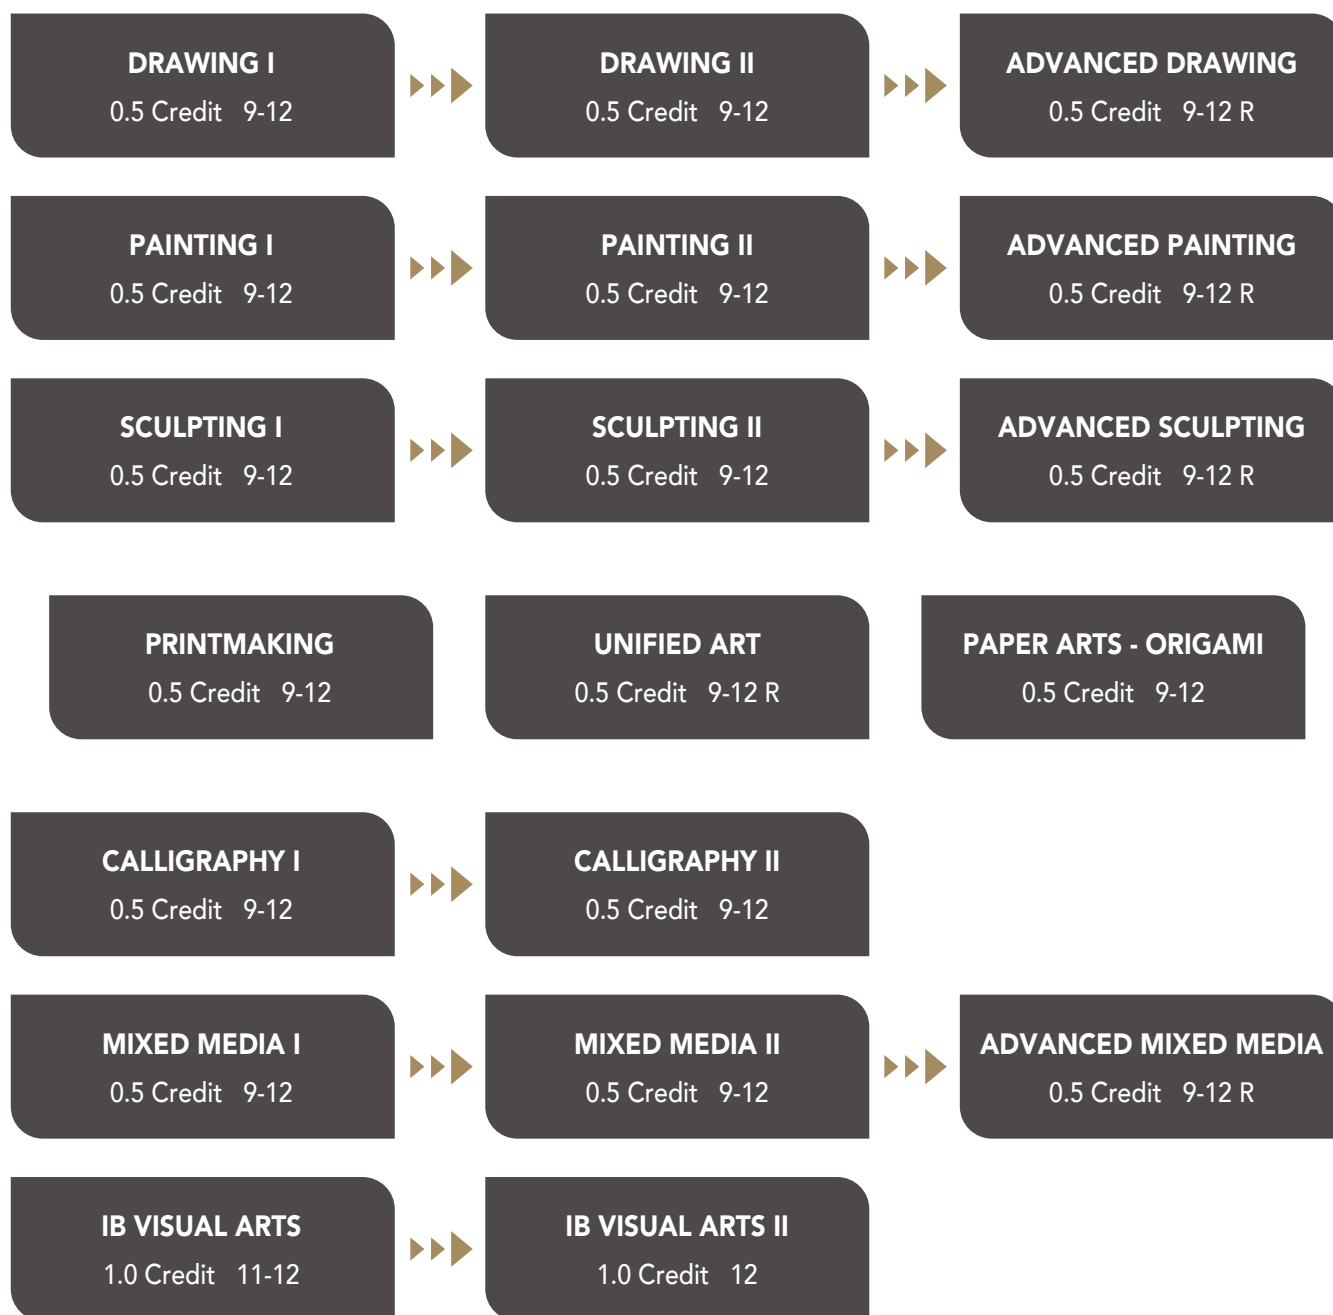 DRAWING I
0.5 Credit 9-12
DRAWING II
0.5 Credit 9-12
ADVANCED DRAWING
0.5 Credit 9-12 R
PAINTING I
0.5 Credit 9-12
PAINTING II
0.5 Credit 9-12
ADVANCED PAINTING
0.5 Credit 9-12 R
SCULPTING I
0.5 Credit 9-12
SCULPTING II
0.5 Credit 9-12
ADVANCED SCULPTING
0.5 Credit 9-12 R
PRINTMAKING
0.5 Credit 9-12
UNIFIED ART
0.5 Credit 9-12 R
PAPER ARTS - ORIGAMI
0.5 Credit 9-12
CALLIGRAPHY I
0.5 Credit 9-12
CALLIGRAPHY II
0.5 Credit 9-12
MIXED MEDIA I
0.5 Credit 9-12
MIXED MEDIA II
0.5 Credit 9-12
ADVANCED MIXED MEDIA
0.5 Credit 9-12 R
IB VISUAL ARTS
1.0 Credit 11-12
IB VISUAL ARTS II
1.0 Credit 12